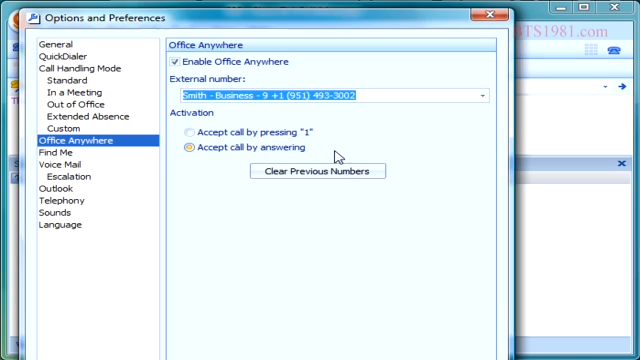 Options and Preferences
BTS1981.com
General
QuickDialer
Call Handling Mode
Standard
In a Meeting
Out of Office
Extended Absence
Custom
Office Anywhere
Find Me
Voice Mail
Escalation
Outlook
Telephony
Sounds
Language
Office Anywhere
Enable Office Anywhere
External number:
Smith - Business - 9 +1 (951) 493-3002
Activation
Accept call by pressing "1"
Accept call by answering
Clear Previous Numbers